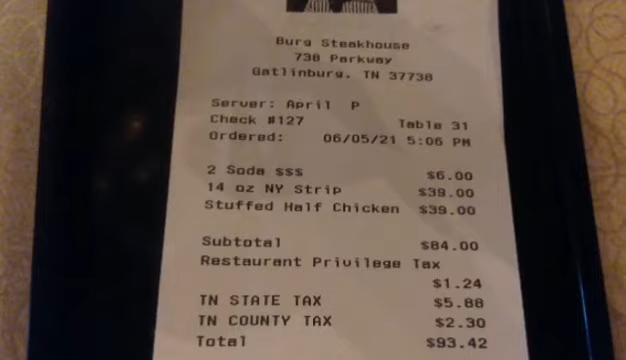 Burg Steakhouse
738 Parkway
Gatlinburg, TN 37738
Server: April P
Check #127 Table 31
Ordered: 06/05/21 5:06 PM
2 Soda $$$ $6.00
14 oz NY Strip $39.00
Stuffed Half Chicken $39.00
Subtotal $84.00
Restaurant Privilege Tax
$1.24
TN STATE TAX $5.88
TN COUNTY TAX $2.30
Total $93.42